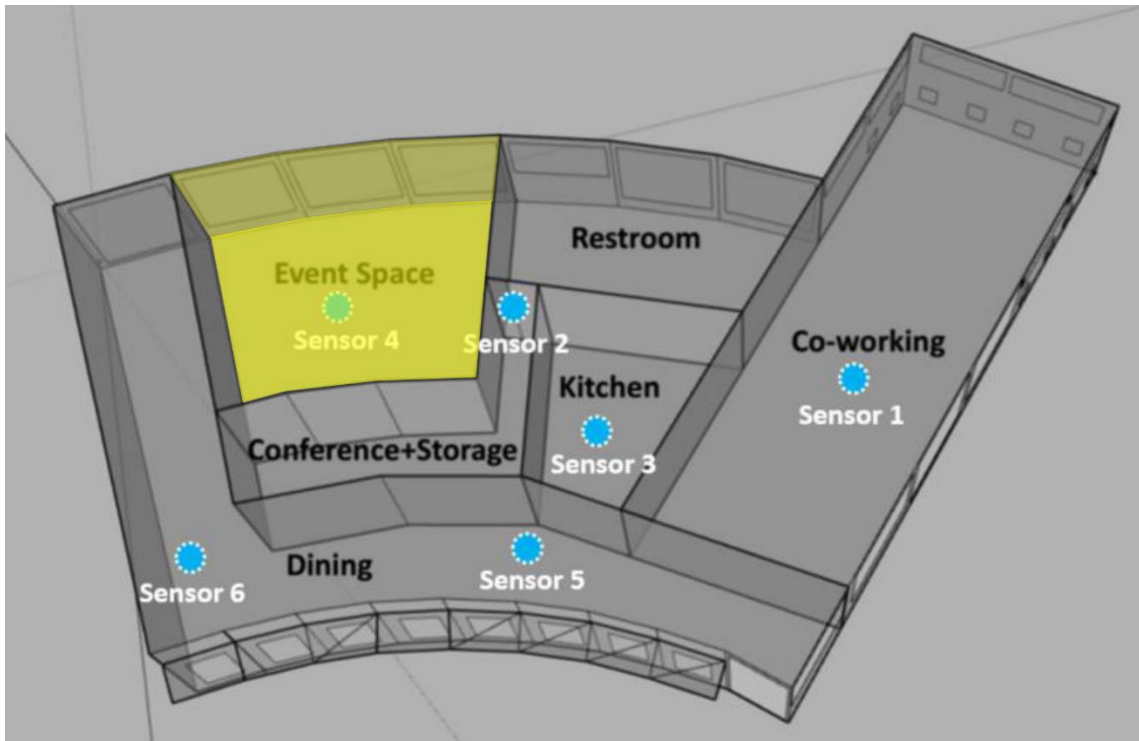 Restroom
Event Space
Sensor 4
Sensor 2
Co-working
Sensor 1
Kitchen
Sensor 3
Conference+Storage
Dining
Sensor 5
Sensor 6